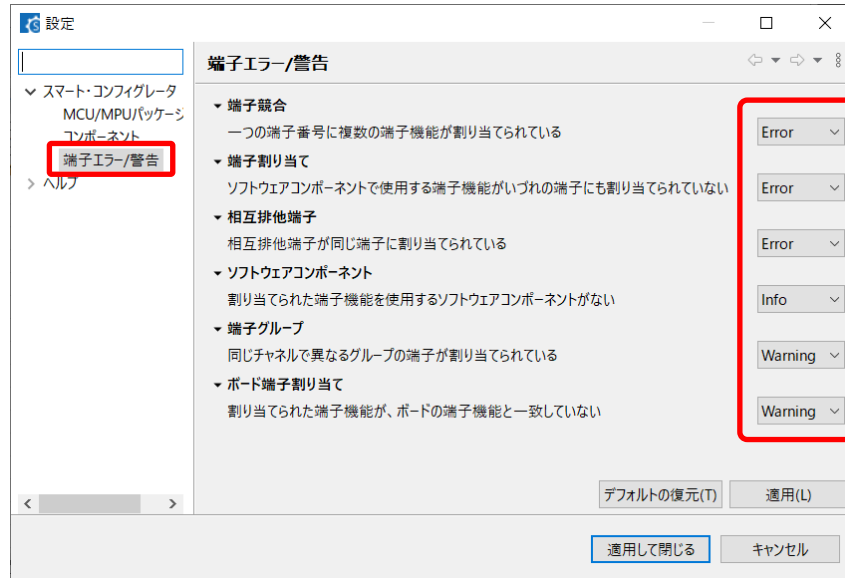 設定
端子エラー/警告
スマート・コンフィグレータ
MCU/MPUパッケージ
コンポーネント
端子エラー/警告
ヘルプ
端子競合
一つの端子番号に複数の端子機能が割り当てられている
Error
端子割り当て
ソフトウェアコンポーネントで使用する端子機能がいづれの端子にも割り当てられていない
Error
相互排他端子
相互排他端子が同じ端子に割り当てられている
Error
ソフトウェアコンポーネント
割り当てられた端子機能を使用するソフトウェアコンポーネントがない
Info
端子グループ
同じチャネルで異なるグループの端子が割り当てられている
Warning
ボード端子割り当て
割り当てられた端子機能が、ボードの端子機能と一致していない
Warning
デフォルトの復元(T)
適用(L)
適用して閉じる
キャンセル